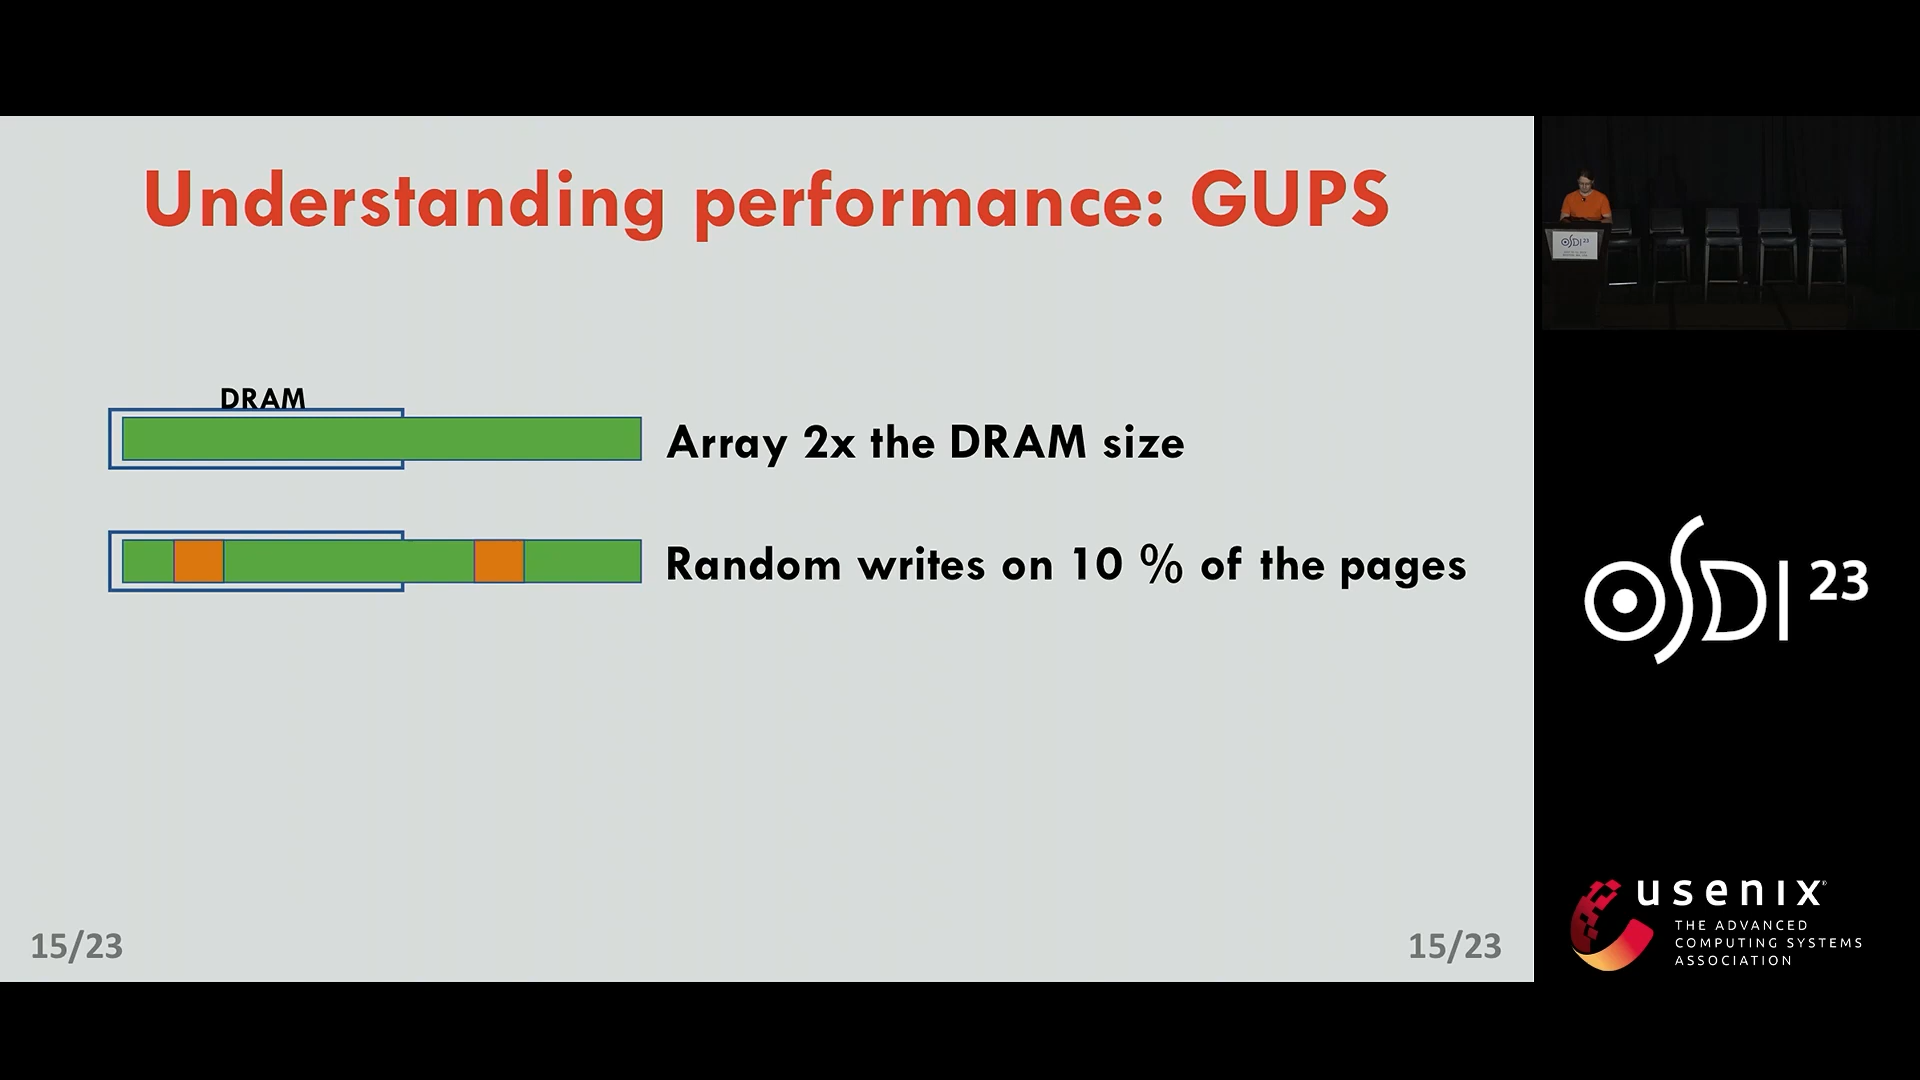 Understanding performance: GUPS
DRAM
Array 2x the DRAM size
Random writes on 10 % of the pages
15/23
15/23
OSDI
OSDI 23
usenix
THE ADVANCED
COMPUTING SYSTEMS
ASSOCIATION